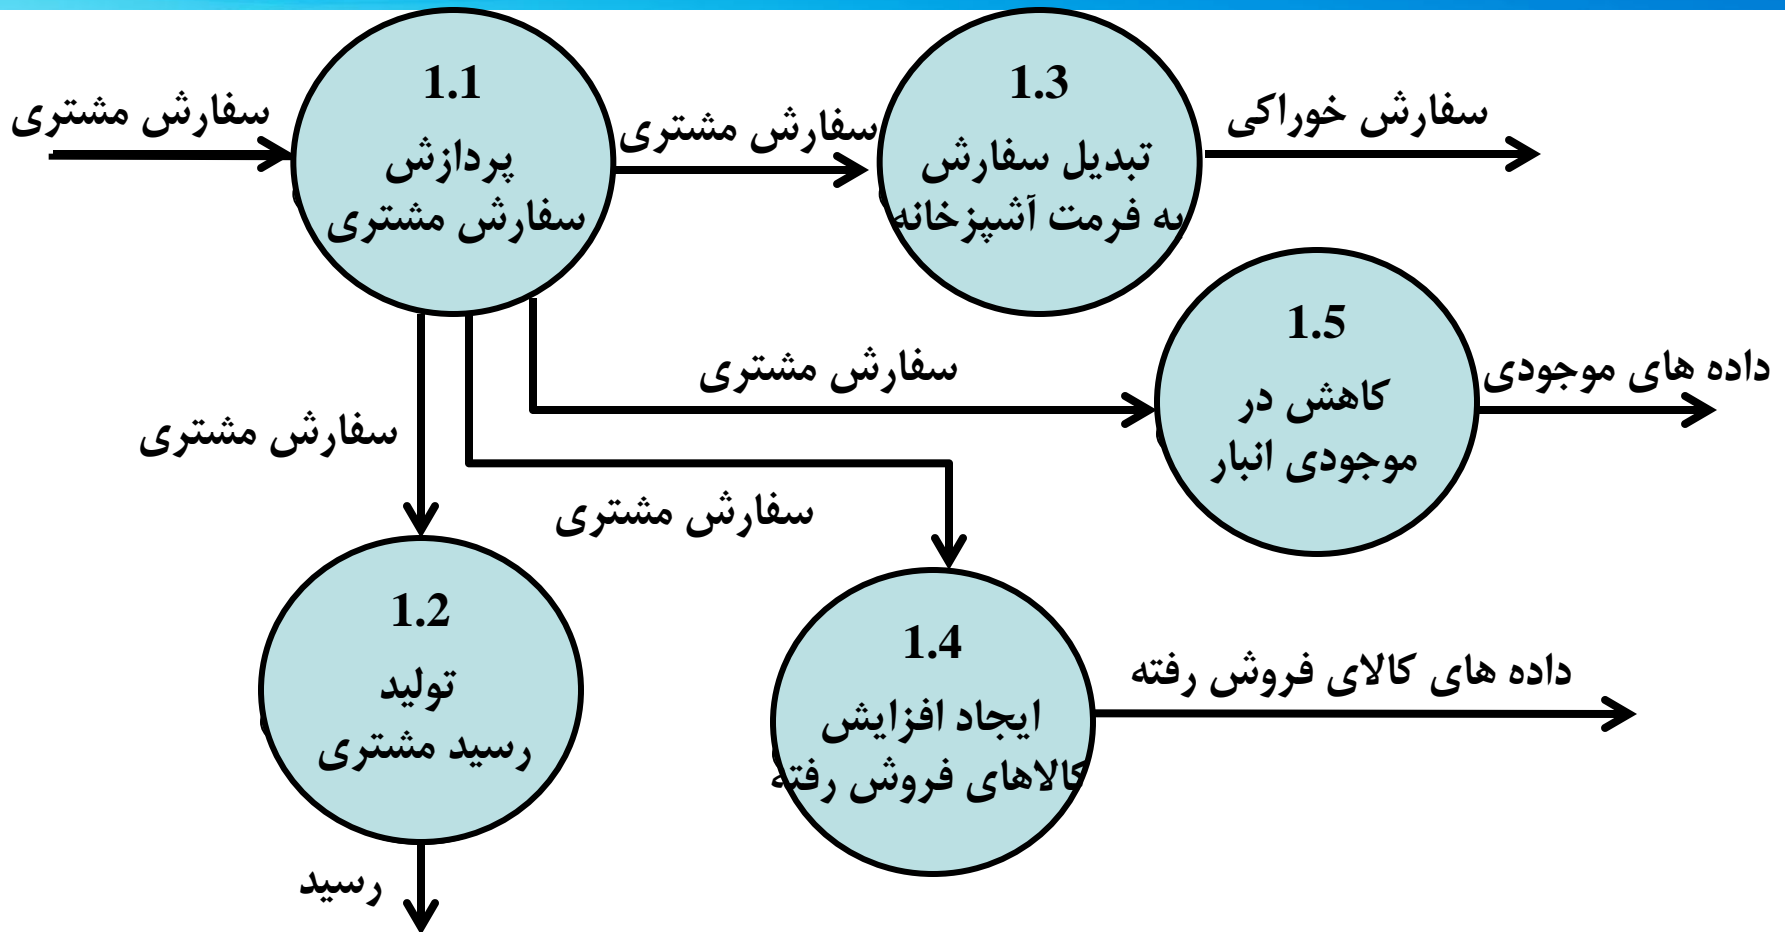 سفارش مشتری
1.1
پردازش
سفارش مشتری
سفارش مشتری
1.3
تبدیل سفارش
به فرمت آشپزخانه
سفارش خوراکی
سفارش مشتری
1.5
کاهش در
موجودی انبار
داده های موجودی
سفارش مشتری
سفارش مشتری
1.2
تولید
رسید مشتری
رسید
1.4
ایجاد افزایش
کالاهای فروش رفته
داده های کالای فروش رفته